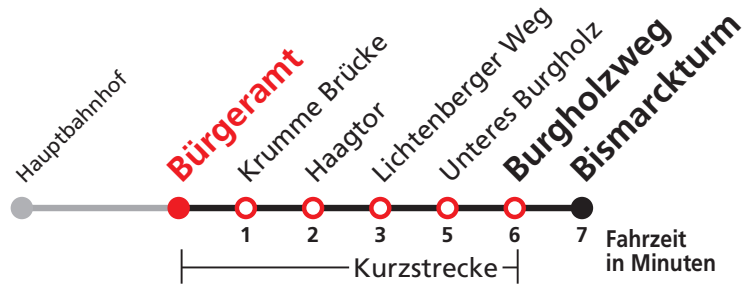 Hauptbahnhof
Bürgeramt
Krumme Brücke
Haagtor
Lichtenberger Weg
Unteres Burgholz
Burgholzweg
Bismarckturm
1 2 3 5 6 7
Fahrzeit
in Minuten
Kurzstrecke